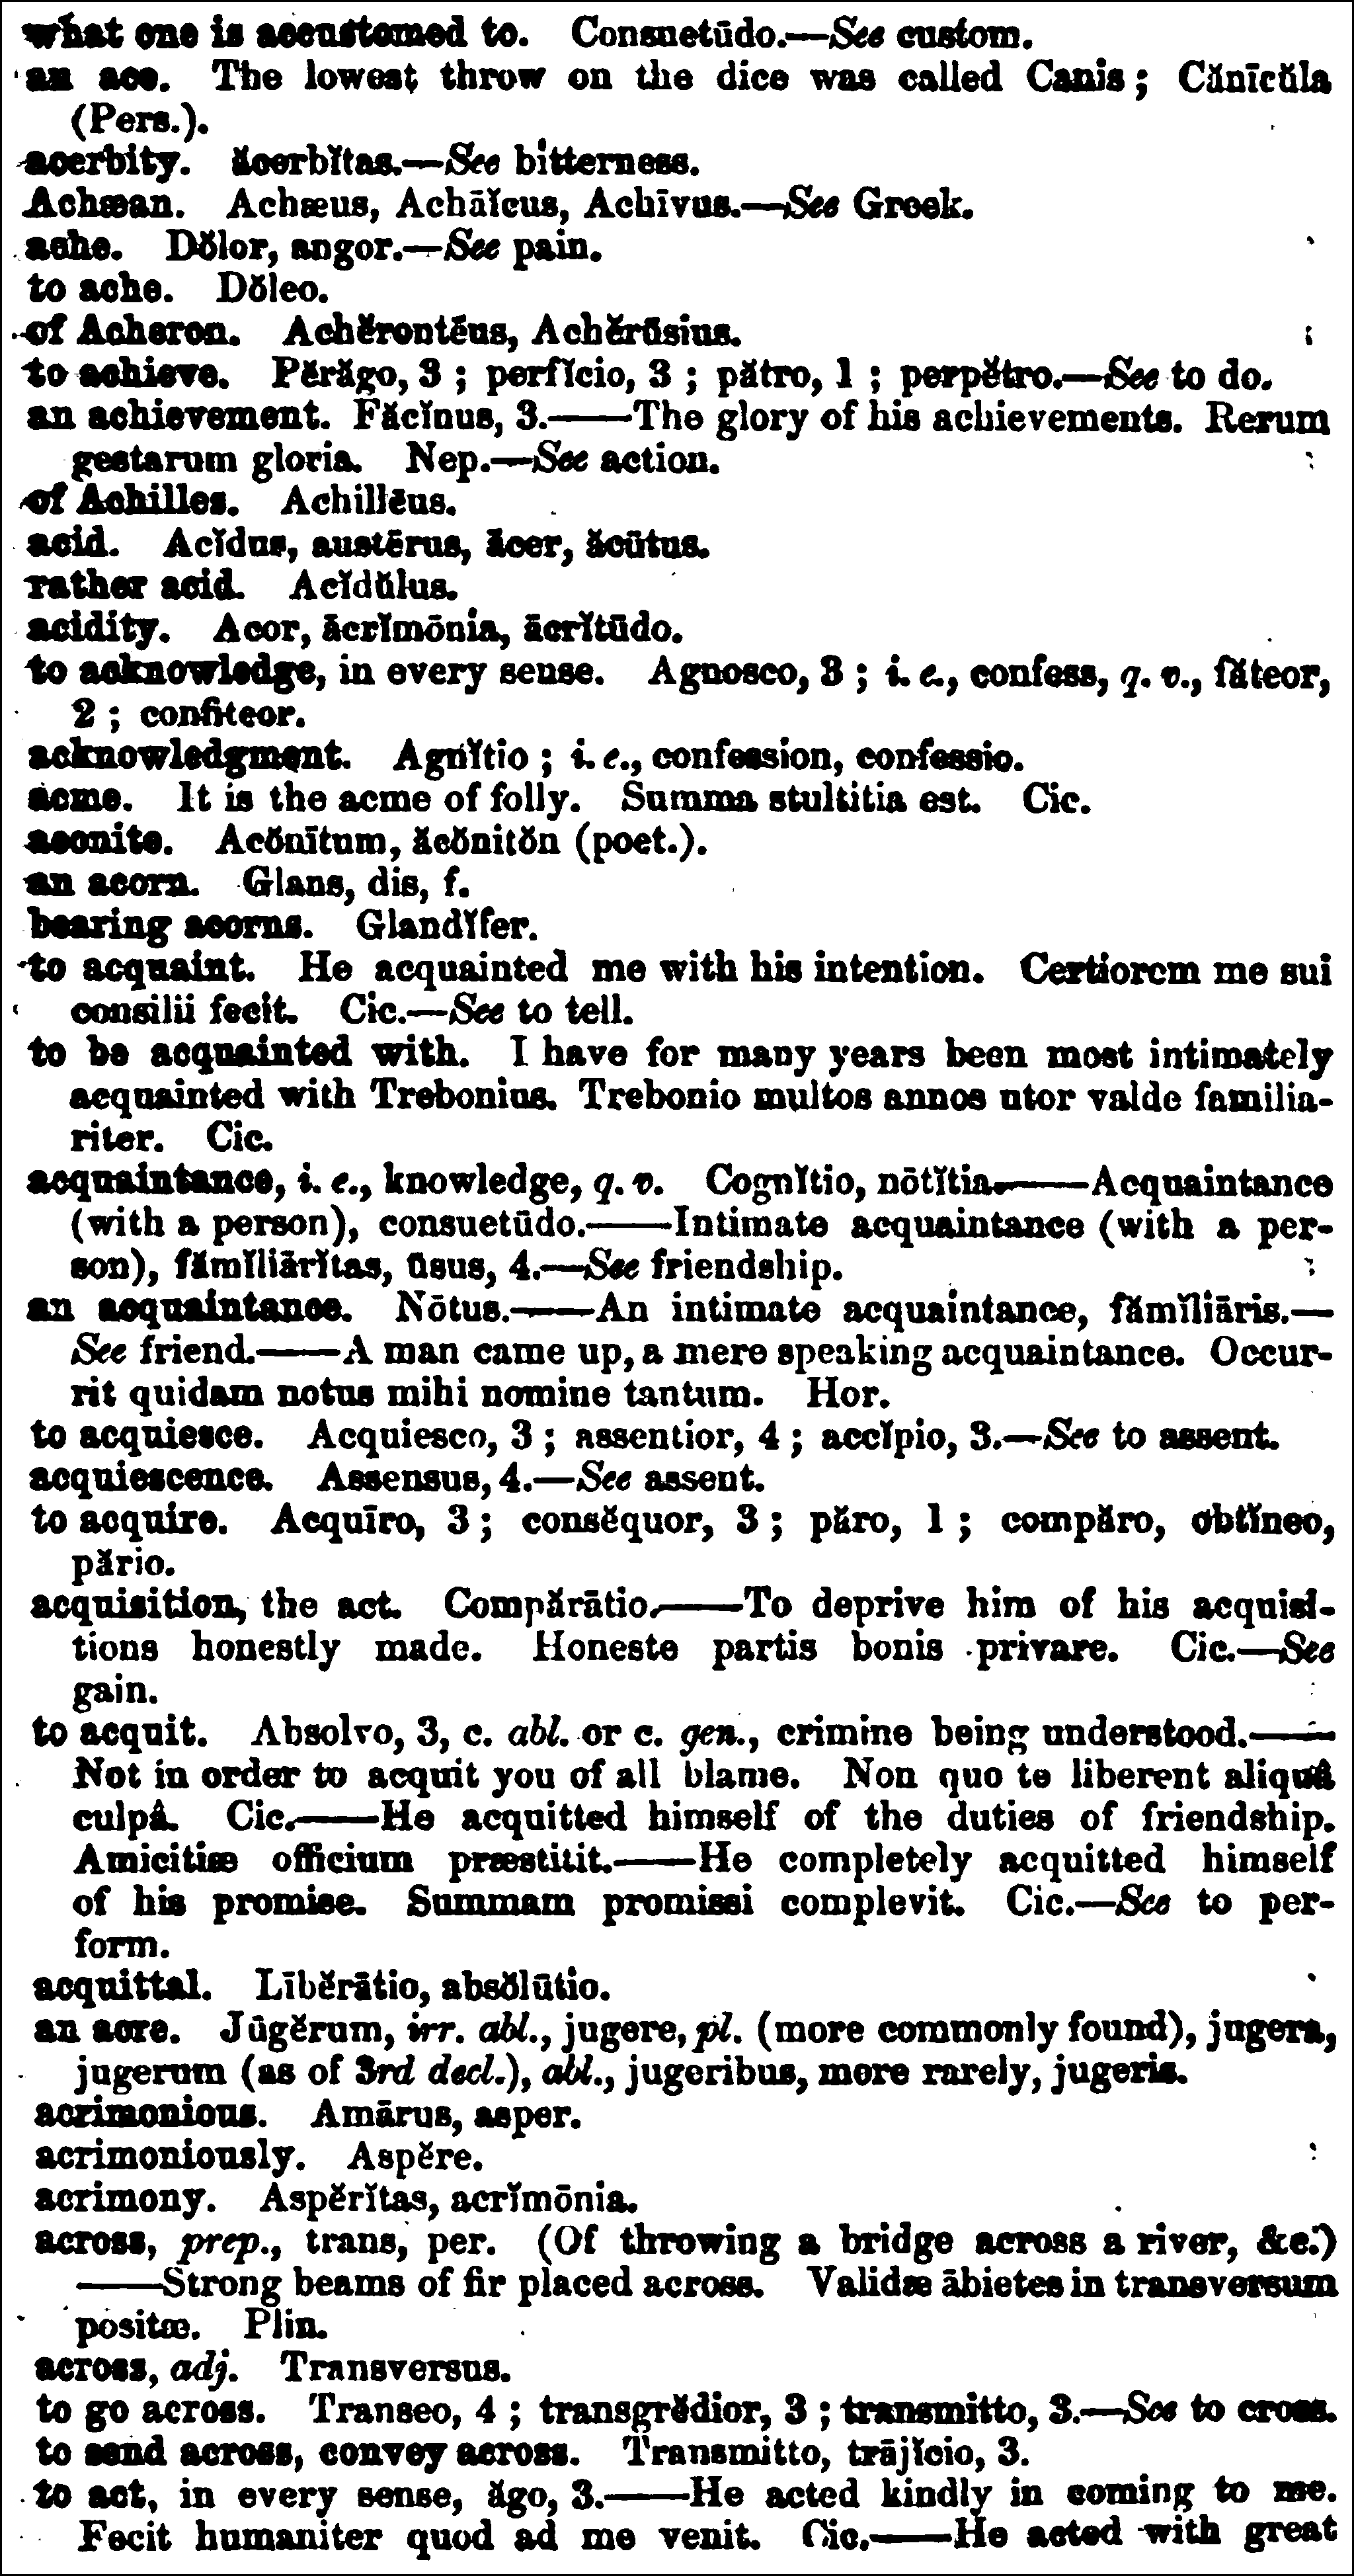 what one is accustomed to. Consuetūdo.—See custom.
an ace. The lowest throw on the dice was called Canis; Cănīcŭla
(Pers.).
acerbity. ăcerbĭtas.—See bitterness.
Achæan. Achæus, Achāĭcus, Achīvus.—See Greek.
ache. Dŏlor, angor.—See pain.
to ache. Dŏleo.
of Acheron. Achĕrontēus, Achĕrūsius.
to achieve. Pĕrăgo, 3; perfĭcio, 3; pătro, 1; perpĕtro.—See to do.
an achievement. Făcĭnus, 3.——The glory of his achievements. Rerum
gestarum gloria. Nep.—See action.
of Achilles. Achillēus.
acid. Acĭdus, austērus, ācer, ăcūtus.
rather acid. Acĭdŭlus.
acidity. Acor, ācrĭmōnia, ācrĭtūdo.
to acknowledge, in every sense. Agnosco, 3; i. e., confess, q. v., făteor,
2; confiteor.
acknowledgment. Agnĭtio; i. e., confession, confessio.
acme. It is the acme of folly. Summa stultitia est. Cic.
aconite. Acŏnītum, ăcŏnitŏn (poet.).
an acorn. Glans, dis, f.
bearing acorns. Glandĭfer.
to acquaint. He acquainted me with his intention. Certiorem me sui
consilii fecit. Cic.—See to tell.
to be acquainted with. I have for many years been most intimately
acquainted with Trebonius. Trebonio multos annos utor valde familia-
riter. Cic.
acquaintance, i. e., knowledge, q. v. Cognĭtio, nōtĭtia.——Acquaintance
(with a person), consuetūdo.——Intimate acquaintance (with a per-
son), fămĭliārĭtas, ūsus, 4.—See friendship.
an acquaintance. Nōtus.——An intimate acquaintance, fămĭliāris.—
See friend.——A man came up, a mere speaking acquaintance. Occur-
rit quidam notus mihi nomine tantum. Hor.
to acquiesce. Acquiesco, 3; assentior, 4; accĭpio, 3.—See to assent.
acquiescence. Assensus, 4.—See assent.
to acquire. Acquīro, 3; consĕquor, 3; păro, 1; compăro, obtĭneo,
părio.
acquisition, the act. Compărātio.——To deprive him of his acquisi-
tions honestly made. Honeste partis bonis privare. Cic.—See
gain.
to acquit. Absolvo, 3, c. abl. or c. gen., crimine being understood.——
Not in order to acquit you of all blame. Non quo te liberent aliquâ
culpâ. Cic.——He acquitted himself of the duties of friendship.
Amicitiæ officium præstitit.——He completely acquitted himself
of his promise. Summam promissi complevit. Cic.—See to per-
form.
acquittal. Lībĕrātio, absŏlūtio.
an acre. Jūgĕrum, irr. abl., jugere, pl. (more commonly found), jugera,
jugerum (as of 3rd decl.), abl., jugeribus, more rarely, jugeris.
acrimonious. Amārus, asper.
acrimoniously. Aspĕre.
acrimony. Aspĕrĭtas, acrĭmōnia.
across, prep., trans, per. (Of throwing a bridge across a river, &c.)
——Strong beams of fir placed across. Validæ ābietes in transversum
positæ. Plin.
across, adj. Transversus.
to go across. Transeo, 4; transgrĕdior, 3; transmitto, 3.—See to cross.
to send across, convey across. Transmitto, trājĭcio, 3.
to act, in every sense, ăgo, 3.——He acted kindly in coming to me.
Fecit humaniter quod ad me venit. Cic.——He acted with great